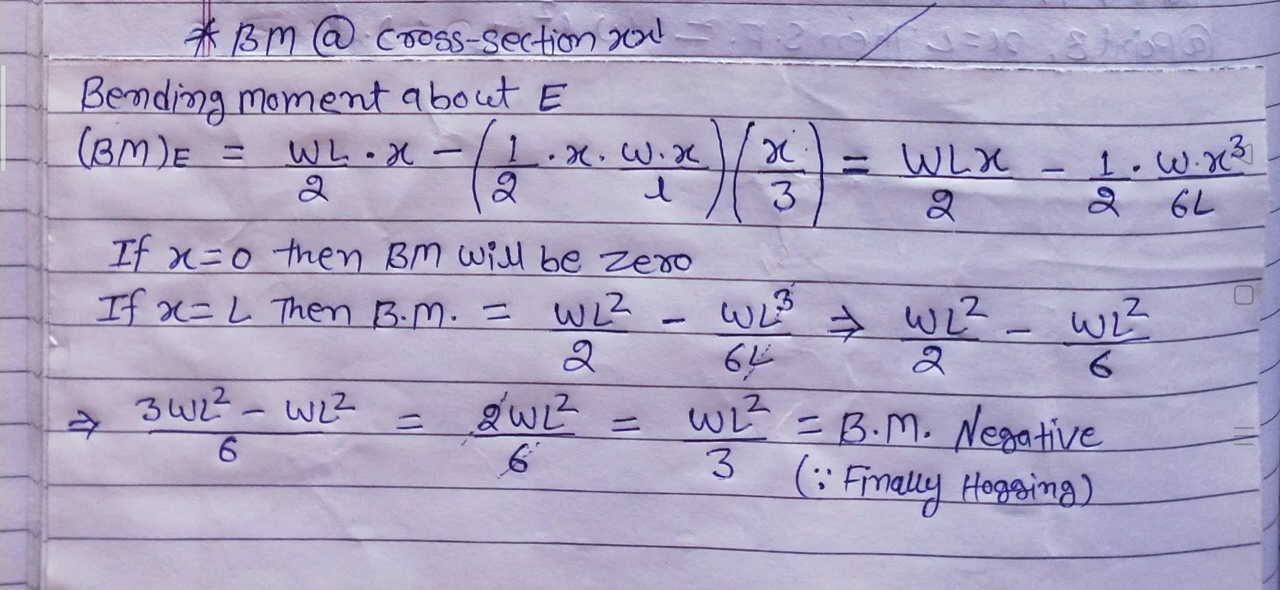 * BM @ cross-section xx'
Bending moment about E
(BM)E = WL/2 · x - (1/2 · x · w·x/l)(x/3) = WLx/2 - 1/2 · w·x³/6L
If x=0 then BM will be zero
If x=L Then B.M. = WL²/2 - WL³/6L ⇒ WL²/2 - WL²/6
⇒ 3WL² - WL²/6 = 2WL²/6 = WL²/3 = B.M. Negative
(∵ Finally Hogging)